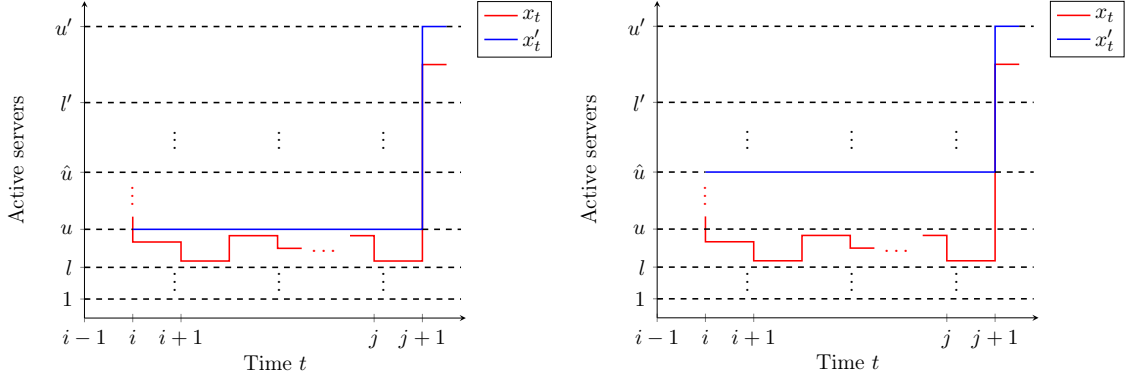 u′
l′
û
u
l
1
Active servers
i − 1
i
i + 1
j
j + 1
Time t
x_t
x′_t
u′
l′
û
u
l
1
Active servers
i − 1
i
i + 1
j
j + 1
Time t
x_t
x′_t